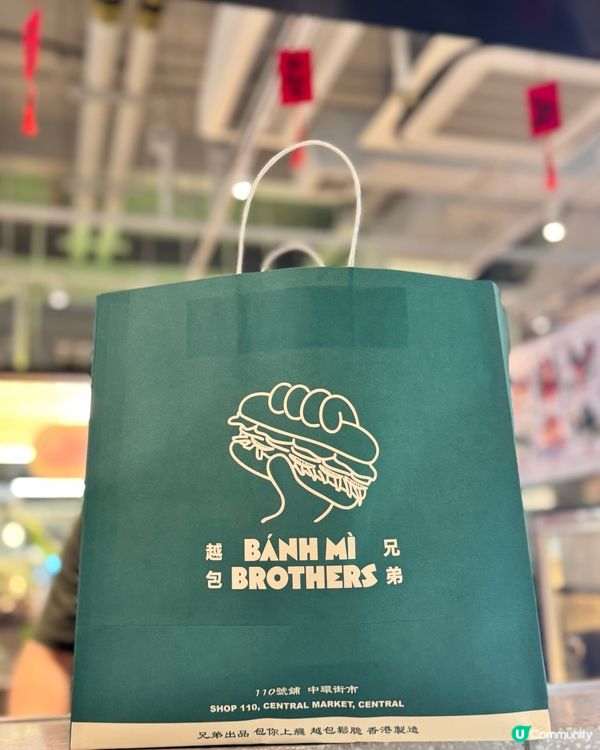 越 BÁNH MÌ 兄
包 BROTHERS 弟
110號鋪 中環街市
SHOP 110, CENTRAL MARKET, CENTRAL
兄弟出品 包你上癮 越包鬆脆 香港製造
U Community